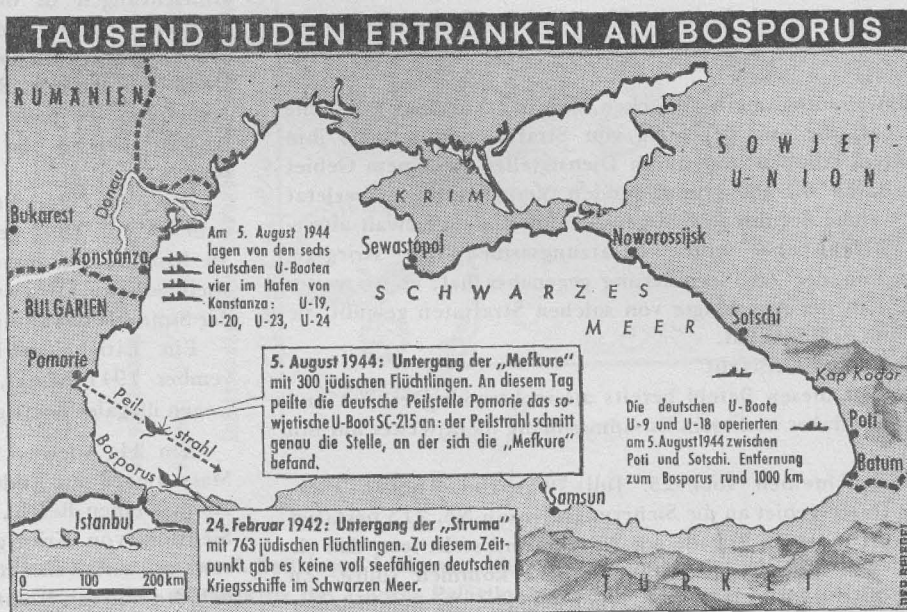 TAUSEND JUDEN ERTRANKEN AM BOSPORUS
RUMÄNIEN
SOWJET-
UNION
KRIM
Donau
Bukarest
Am 5. August 1944
lagen von den sechs
deutschen U-Booten
vier im Hafen von
Konstanza: U-19,
U-20, U-23, U-24
Konstanza
Sewastopol
Noworossijsk
BULGARIEN
SCHWARZES
MEER
Sotschi
Pomorie
Kap Kodor
5. August 1944: Untergang der „Mefkure“
mit 300 jüdischen Flüchtlingen. An diesem Tag
peilte die deutsche Peilstelle Pomorie das so-
wjetische U-Boot SC-215 an: der Peilstrahl schnitt
genau die Stelle, an der sich die „Mefkure“
befand.
Peil-
strahl
Bosporus
Die deutschen U-Boote
U-9 und U-18 operierten
am 5. August 1944 zwischen
Poti und Sotschi. Entfernung
zum Bosporus rund 1000 km
Poti
Batum
Istanbul
Samsun
24. Februar 1942: Untergang der „Struma“
mit 763 jüdischen Flüchtlingen. Zu diesem Zeit-
punkt gab es keine voll seefähigen deutschen
Kriegsschiffe im Schwarzen Meer.
TÜRKEI
0 100 200 km
DER SPIEGEL